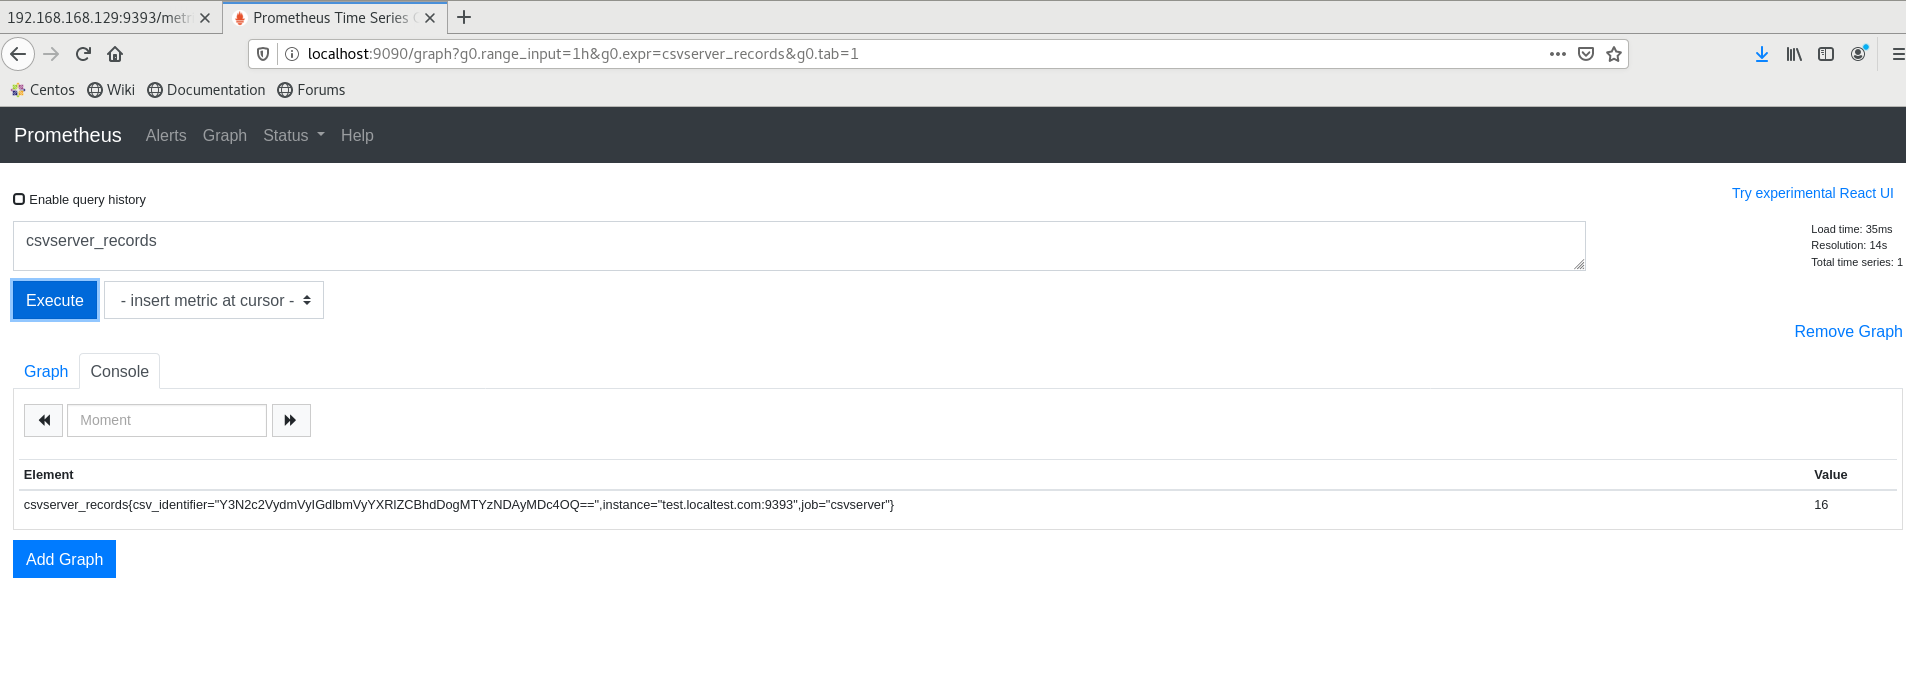 192.168.168.129:9393/metr
Prometheus Time Series C
localhost:9090/graph?g0.range_input=1h&g0.expr=csvserver_records&g0.tab=1
Centos Wiki Documentation Forums
Prometheus Alerts Graph Status Help
Enable query history
Try experimental React UI
csvserver_records
Load time: 35ms
Resolution: 14s
Total time series: 1
Execute - insert metric at cursor -
Remove Graph
Graph Console
Moment
Element Value
csvserver_records{csv_identifier="Y3N2c2VydmVyIGdlbmVyYXRlZCBhdDogMTYzNDAyMDc4OQ==",instance="test.localtest.com:9393",job="csvserver"} 16
Add Graph